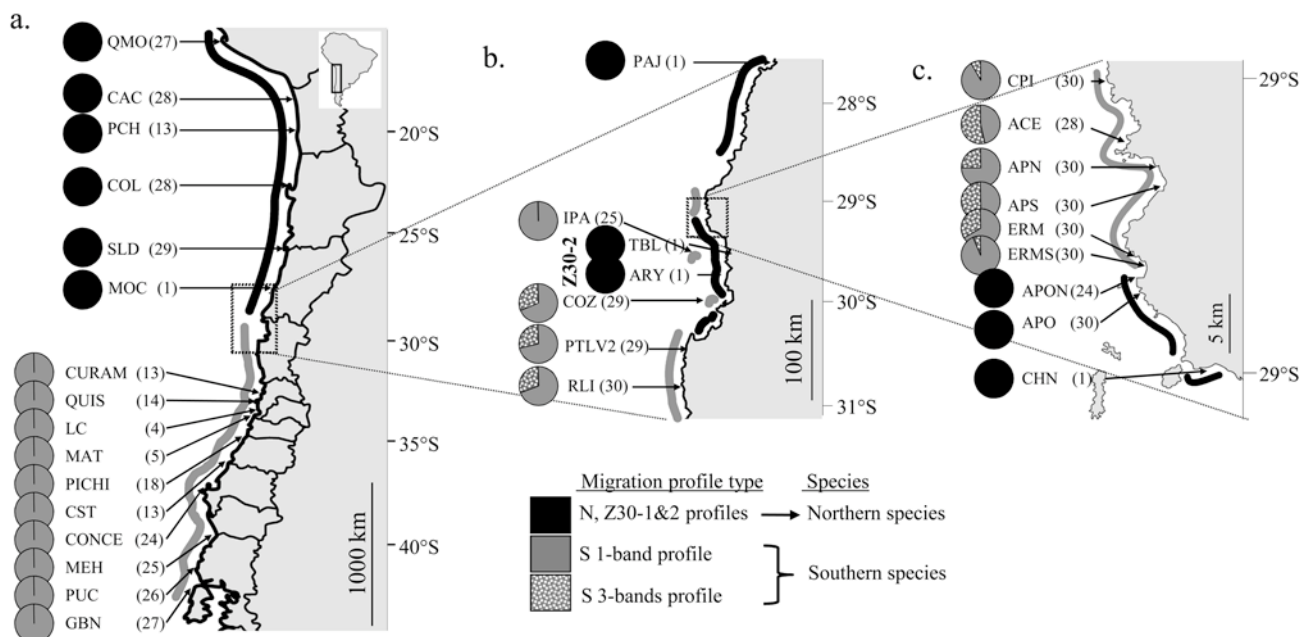 a.
QMO (27)
CAC (28)
PCH (13)
COL (28)
SLD (29)
MOC (1)
CURAM (13)
QUIS (14)
LC (4)
MAT (5)
PICHI (18)
CST (13)
CONCE (24)
MEH (25)
PUC (26)
GBN (27)
20°S
25°S
30°S
35°S
40°S
1000 km
b.
PAJ (1)
IPA (25)
Z30-2
TBL (1)
ARY (1)
COZ (29)
PTLV2 (29)
RLI (30)
28°S
29°S
30°S
31°S
100 km
c.
CPI (30)
ACE (28)
APN (30)
APS (30)
ERM (30)
ERMS (30)
APON (24)
APO (30)
CHN (1)
29°S
29°S
5 km
Migration profile type Species
N, Z30-1&2 profiles Northern species
S 1-band profile
Southern species
S 3-bands profile